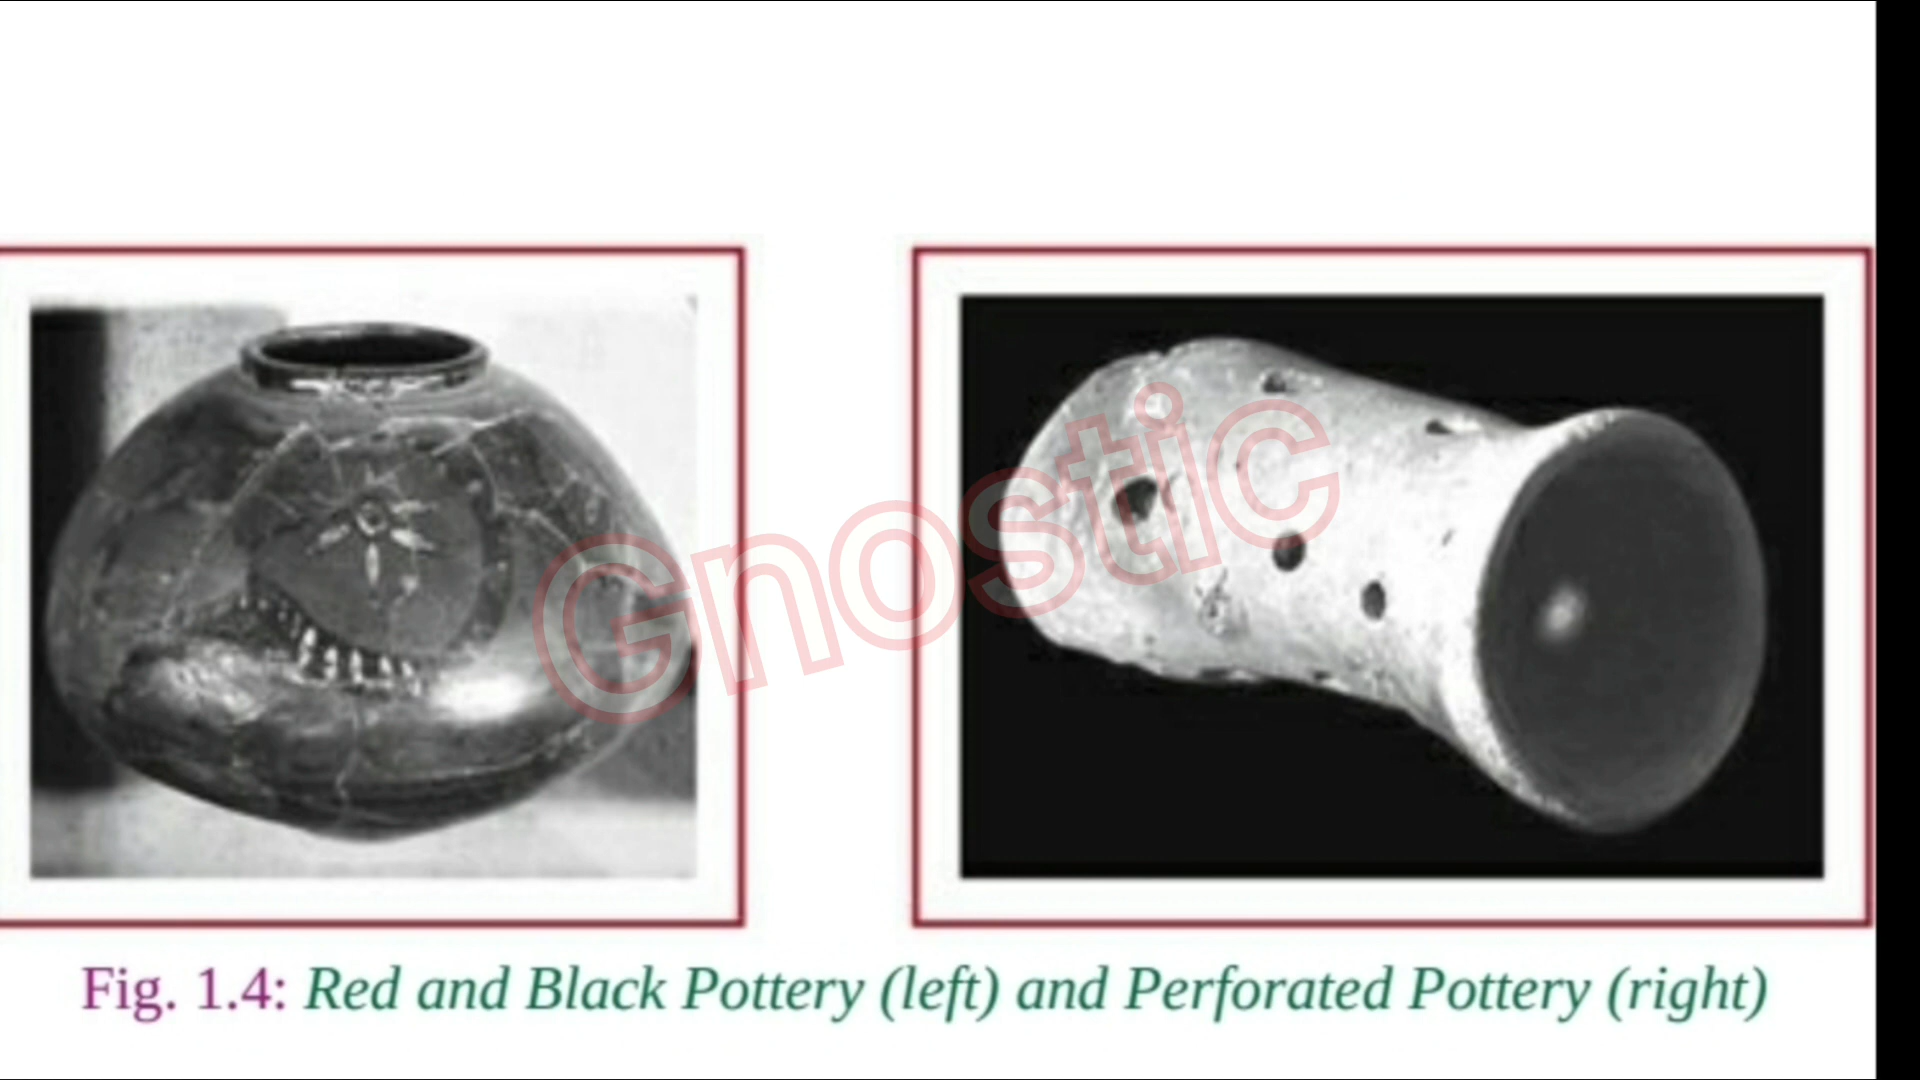 Gnostic
Fig. 1.4: Red and Black Pottery (left) and Perforated Pottery (right)